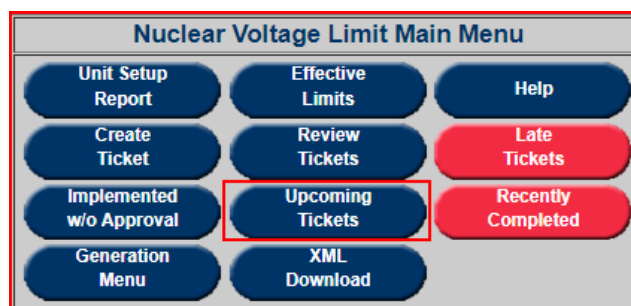 Nuclear Voltage Limit Main Menu
Unit Setup
Report
Effective
Limits
Help
Create
Ticket
Review
Tickets
Late
Tickets
Implemented
w/o Approval
Upcoming
Tickets
Recently
Completed
Generation
Menu
XML
Download